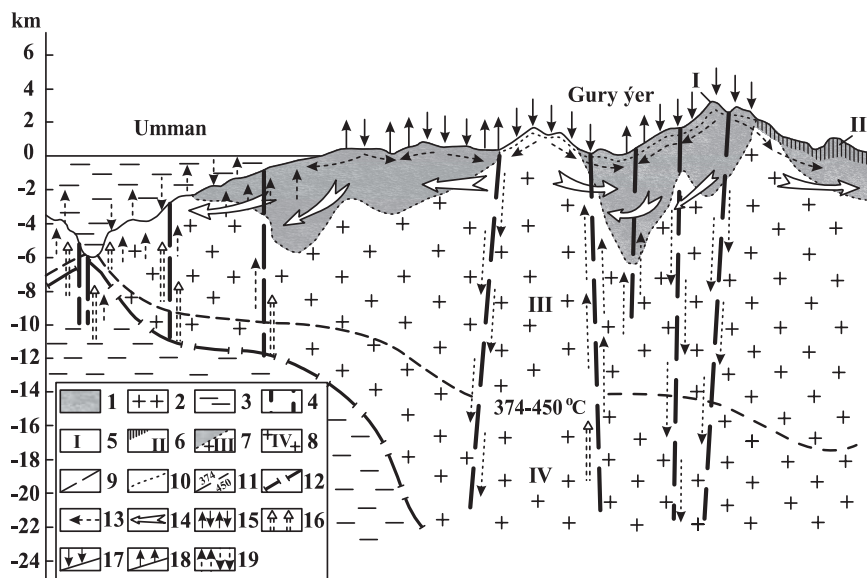 km
6
4
2
0
-2
-4
-6
-8
-10
-12
-14
-16
-18
-20
-22
-24
Umman
Gury ýer
I
II
III
374-450 °C
IV
1 2 3 4
I 5 II 6 III 7 IV 8
9 10 374 450 11 12
13 14 15 16
17 18 19